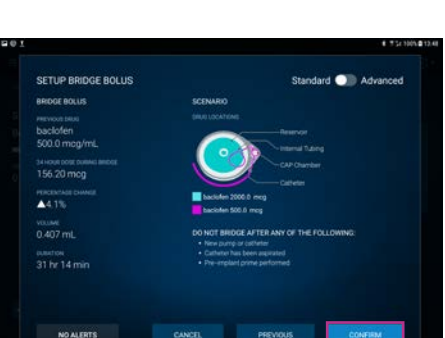 100% 13:48
SETUP BRIDGE BOLUS
Standard Advanced
BRIDGE BOLUS
PREVIOUS DRUG
baclofen
500.0 mcg/mL
24 HOUR DOSE DURING BRIDGE
156.20 mcg
PERCENTAGE CHANGE
▲4.1%
VOLUME
0.407 mL
DURATION
31 hr 14 min
SCENARIO
DRUG LOCATIONS
Reservoir
Internal Tubing
CAP Chamber
Catheter
baclofen 2000.0 mcg
baclofen 500.0 mcg
DO NOT BRIDGE AFTER ANY OF THE FOLLOWING:
• New pump or catheter
• Catheter has been aspirated
• Pre-implant prime performed
NO ALERTS
CANCEL
PREVIOUS
CONFIRM